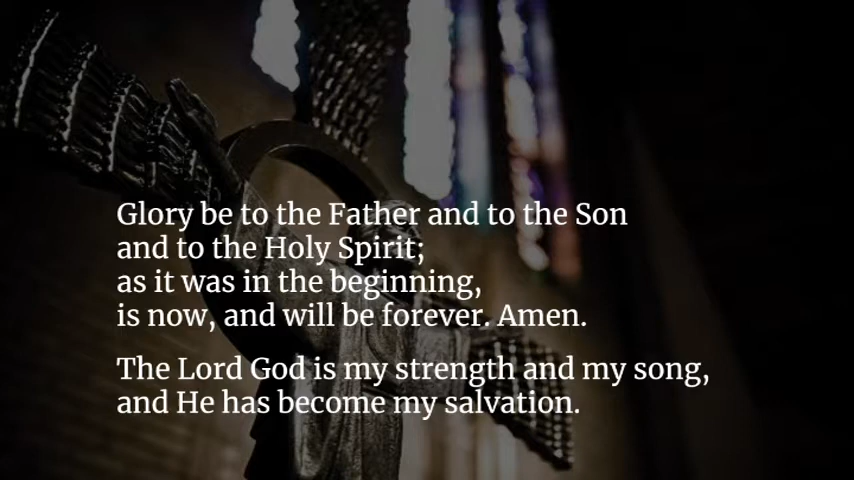 Glory be to the Father and to the Son
and to the Holy Spirit;
as it was in the beginning,
is now, and will be forever. Amen.
The Lord God is my strength and my song,
and He has become my salvation.